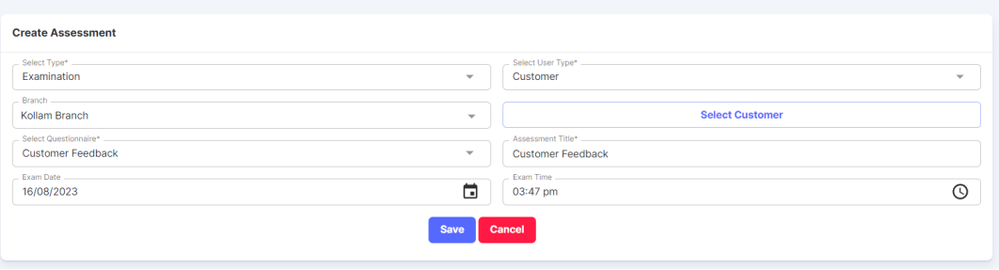 Create Assessment
Select Type*
Examination
Select User Type*
Customer
Branch
Kollam Branch
Select Customer
Select Questionnaire*
Customer Feedback
Assessment Title*
Customer Feedback
Exam Date
16/08/2023
Exam Time
03:47 pm
Save
Cancel